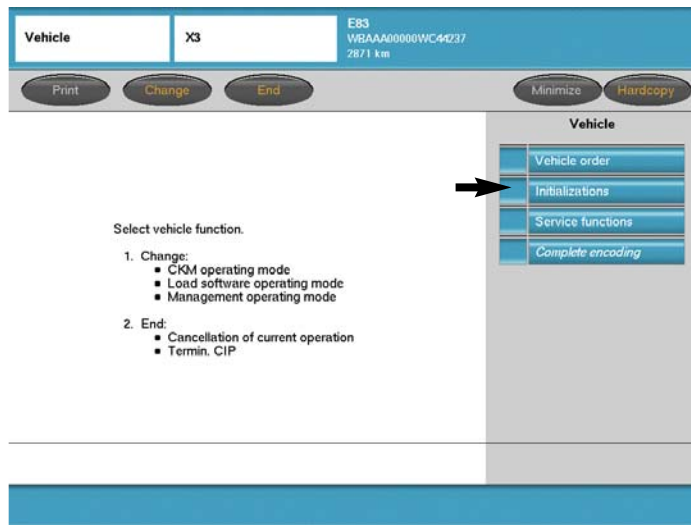 Vehicle
X3
E83
WBAAA00000WC44237
2871 km
Print
Change
End
Minimize
Hardcopy
Vehicle
Vehicle order
Initializations
Service functions
Complete encoding
Select vehicle function.
1. Change:
▪ CKM operating mode
▪ Load software operating mode
▪ Management operating mode
2. End:
▪ Cancellation of current operation
▪ Termin. CIP